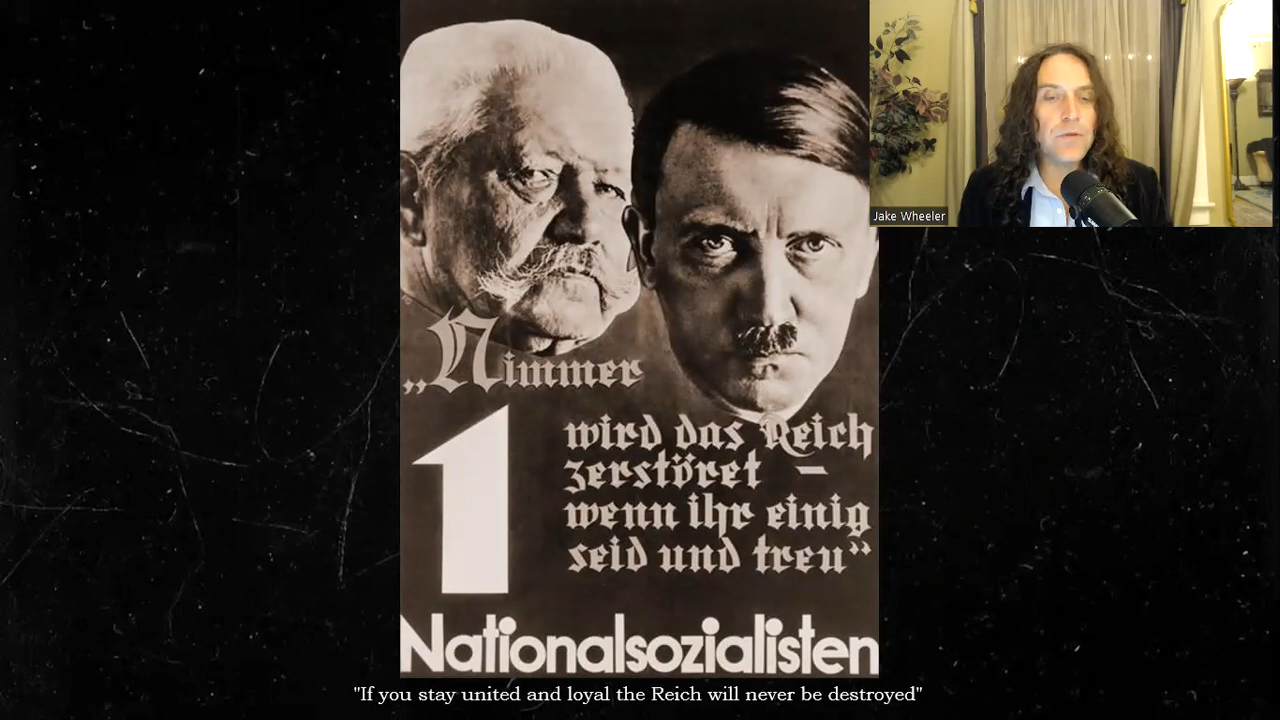 Jake Wheeler
„Nimmer
1
wird das Reich
zerstöret –
wenn ihr einig
seid und treu“
Nationalsozialisten
"If you stay united and loyal the Reich will never be destroyed"